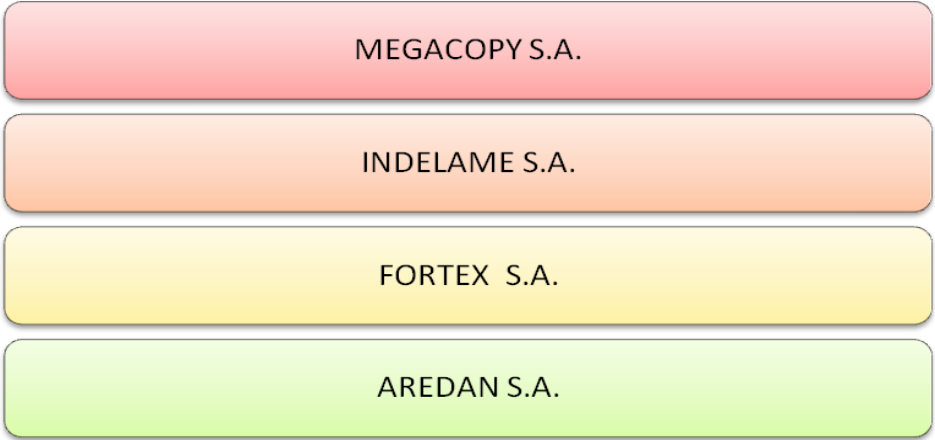 MEGACOPY S.A.
INDELAME S.A.
FORTEX  S.A.
AREDAN S.A.